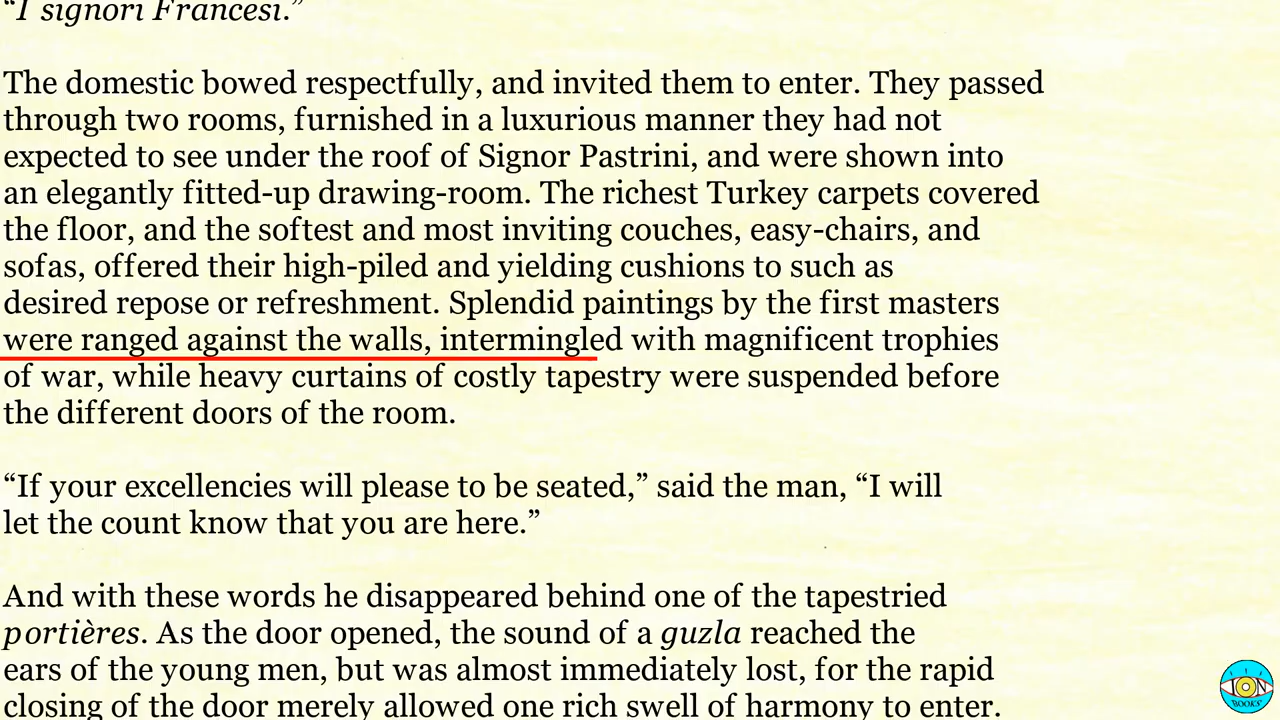 “I signori Francesi.”
The domestic bowed respectfully, and invited them to enter. They passed
through two rooms, furnished in a luxurious manner they had not
expected to see under the roof of Signor Pastrini, and were shown into
an elegantly fitted-up drawing-room. The richest Turkey carpets covered
the floor, and the softest and most inviting couches, easy-chairs, and
sofas, offered their high-piled and yielding cushions to such as
desired repose or refreshment. Splendid paintings by the first masters
were ranged against the walls, intermingled with magnificent trophies
of war, while heavy curtains of costly tapestry were suspended before
the different doors of the room.
“If your excellencies will please to be seated,” said the man, “I will
let the count know that you are here.”
And with these words he disappeared behind one of the tapestried
portières. As the door opened, the sound of a guzla reached the
ears of the young men, but was almost immediately lost, for the rapid
closing of the door merely allowed one rich swell of harmony to enter.
ION
BOOKS